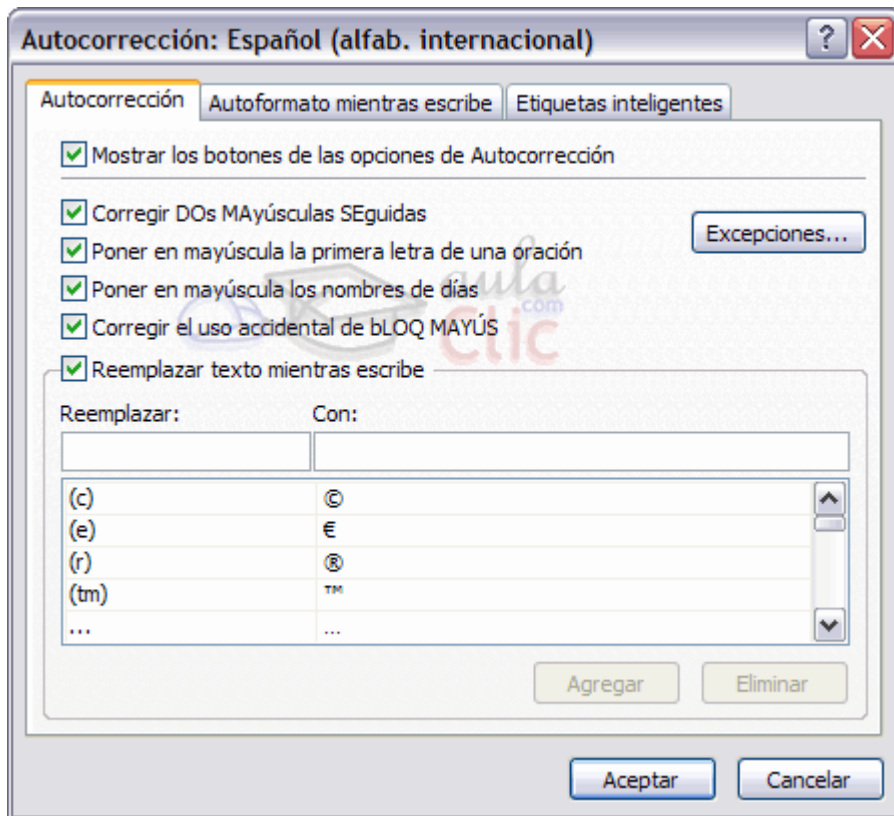 Autocorrección: Español (alfab. internacional)
Autocorrección Autoformato mientras escribe Etiquetas inteligentes
Mostrar los botones de las opciones de Autocorrección
Corregir DOs MAyúsculas SEguidas
Excepciones...
Poner en mayúscula la primera letra de una oración
Poner en mayúscula los nombres de días
Corregir el uso accidental de bLOQ MAYÚS
aula
.com
Clic
Reemplazar texto mientras escribe
Reemplazar: Con:
(c) ©
(e) €
(r) ®
(tm) ™
... …
Agregar Eliminar
Aceptar Cancelar